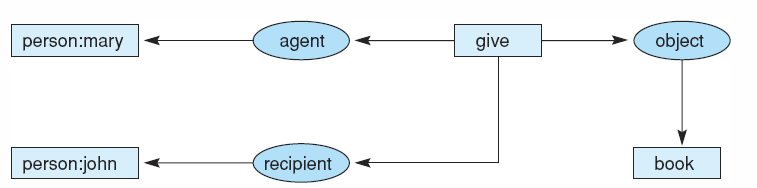 person:mary
agent
give
object
person:john
recipient
book